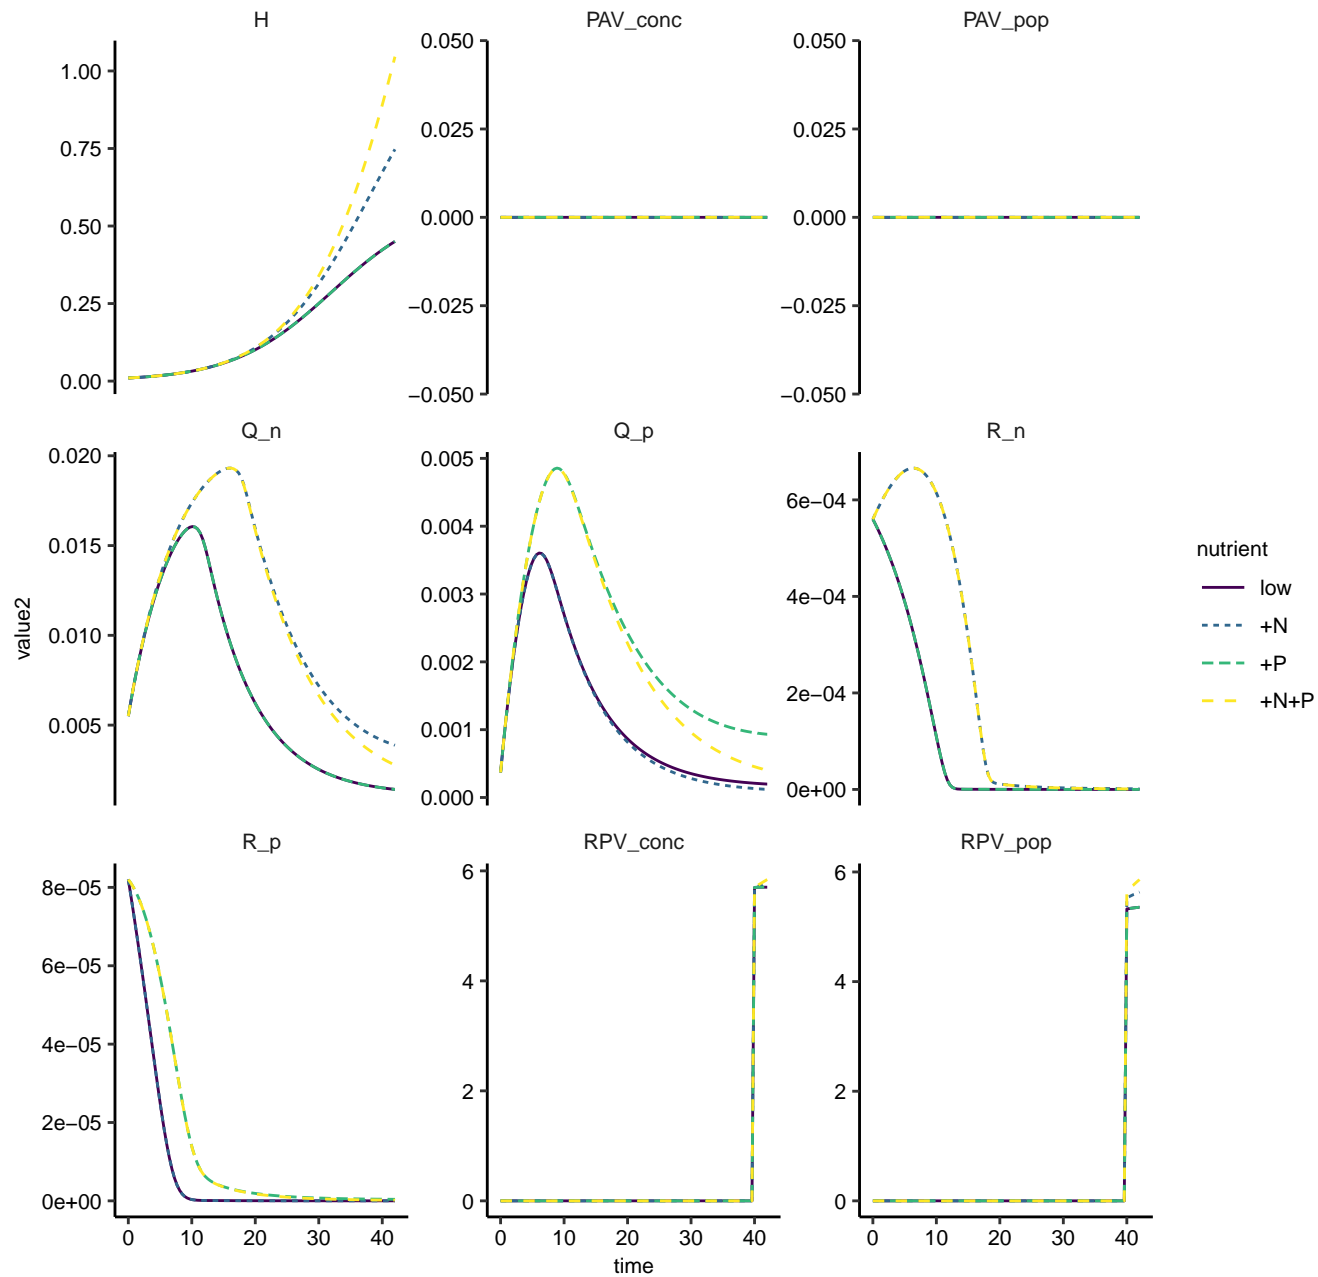 H PAV_conc PAV_pop
1.00
0.75
0.50
0.25
0.00
0.050
0.025
0.000
−0.025
−0.050
0.050
0.025
0.000
−0.025
−0.050
Q_n Q_p R_n
0.020
0.015
0.010
0.005
0.005
0.004
0.003
0.002
0.001
0.000
6e−04
4e−04
2e−04
0e+00
R_p RPV_conc RPV_pop
8e−05
6e−05
4e−05
2e−05
0e+00
6
4
2
0
6
4
2
0
0 10 20 30 40 0 10 20 30 40 0 10 20 30 40
time
value2
nutrient
low
+N
+P
+N+P